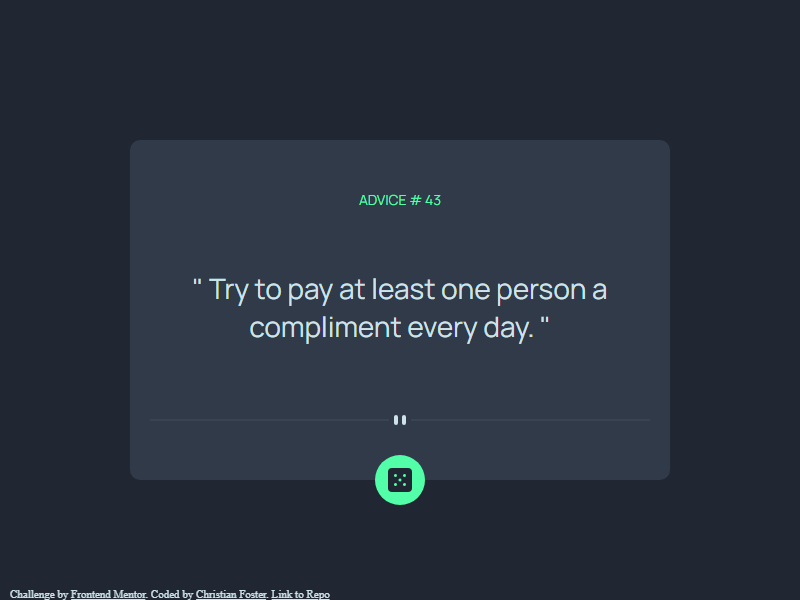 ADVICE # 43
" Try to pay at least one person a
compliment every day. "
Challenge by Frontend Mentor. Coded by Christian Foster. Link to Repo